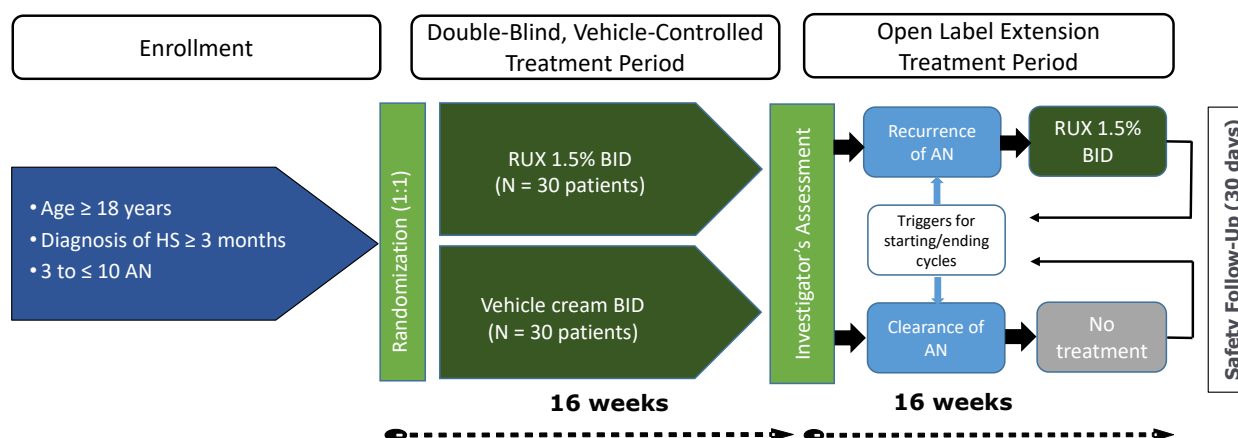 Enrollment
Double-Blind, Vehicle-Controlled
Treatment Period
Open Label Extension
Treatment Period
• Age ≥ 18 years
• Diagnosis of HS ≥ 3 months
• 3 to ≤ 10 AN
Randomization (1:1)
RUX 1.5% BID
(N = 30 patients)
Vehicle cream BID
(N = 30 patients)
Investigator's Assessment
Recurrence
of AN
RUX 1.5%
BID
Triggers for
starting/ending
cycles
Clearance of
AN
No
treatment
Safety Follow-Up (30 days)
16 weeks
16 weeks